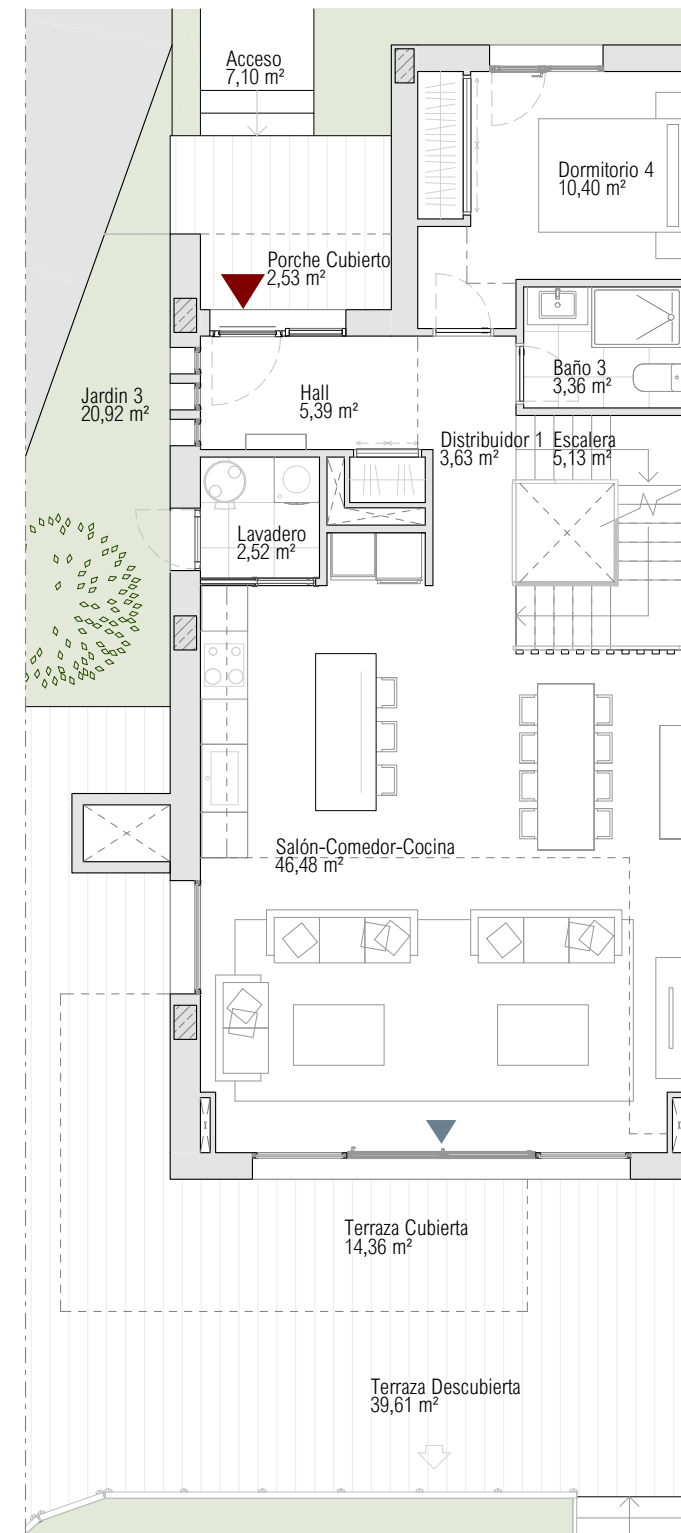 Acceso
7,10 m²
Dormitorio 4
10,40 m²
Porche Cubierto
2,53 m²
Baño 3
3,36 m²
Jardin 3
20,92 m²
Hall
5,39 m²
Distribuidor 1
3,63 m²
Escalera
5,13 m²
Lavadero
2,52 m²
Salón-Comedor-Cocina
46,48 m²
Terraza Cubierta
14,36 m²
Terraza Descubierta
39,61 m²